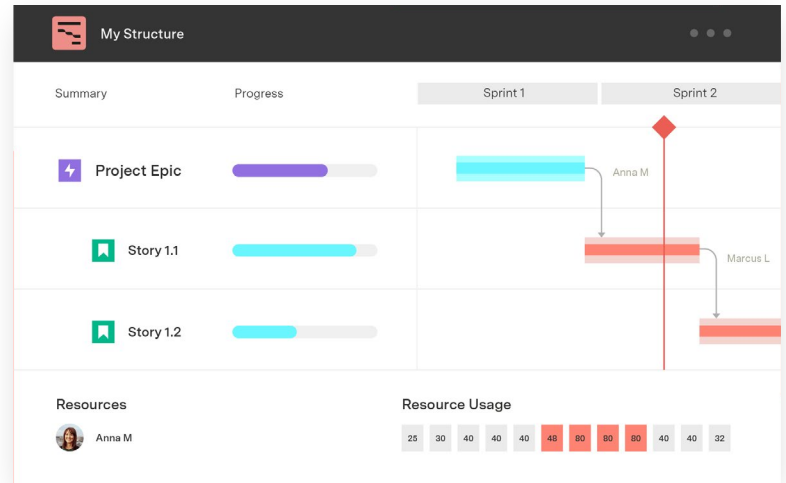 My Structure
Summary Progress Sprint 1 Sprint 2
Project Epic Anna M
Story 1.1 Marcus L
Story 1.2
Resources Resource Usage
Anna M 25 30 40 40 40 48 80 80 80 40 40 32